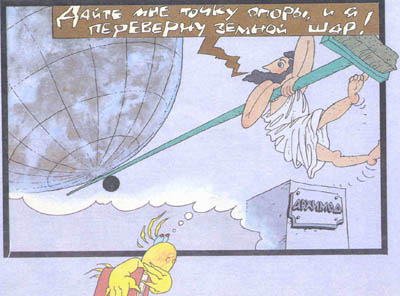 ДАЙТЕ МНЕ ТОЧКУ ОПОРЫ, И Я
ПЕРЕВЕРНУ ЗЕМНОЙ ШАР!
АРХИМЕД